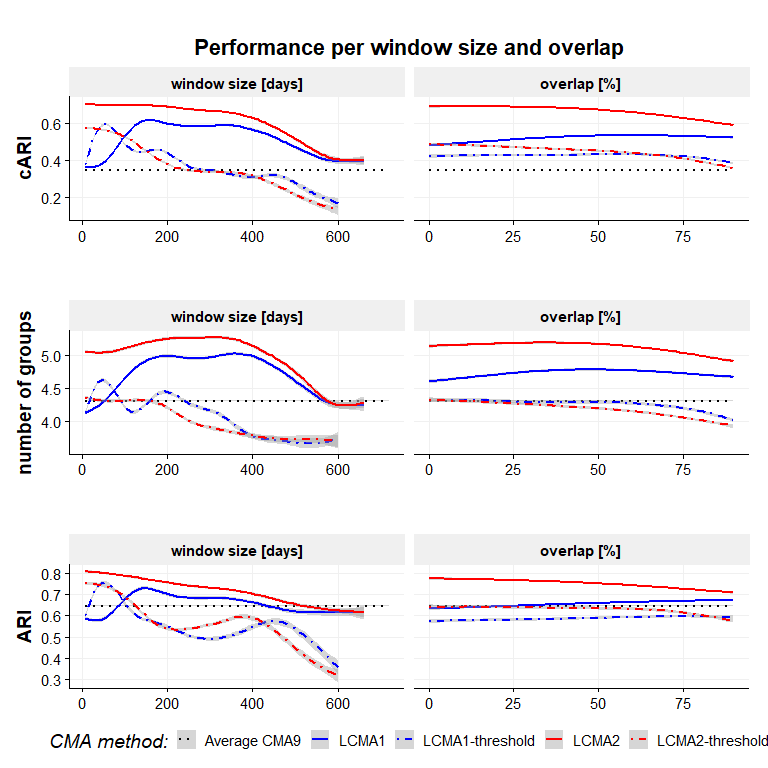 Performance per window size and overlap
window size [days]
overlap [%]
cARI
0.6
0.4
0.2
0 200 400 600
0 25 50 75
window size [days]
overlap [%]
number of groups
5.0
4.5
4.0
0 200 400 600
0 25 50 75
window size [days]
overlap [%]
ARI
0.8
0.7
0.6
0.5
0.4
0.3
0 200 400 600
0 25 50 75
CMA method: Average CMA9 LCMA1 LCMA1-threshold LCMA2 LCMA2-threshold